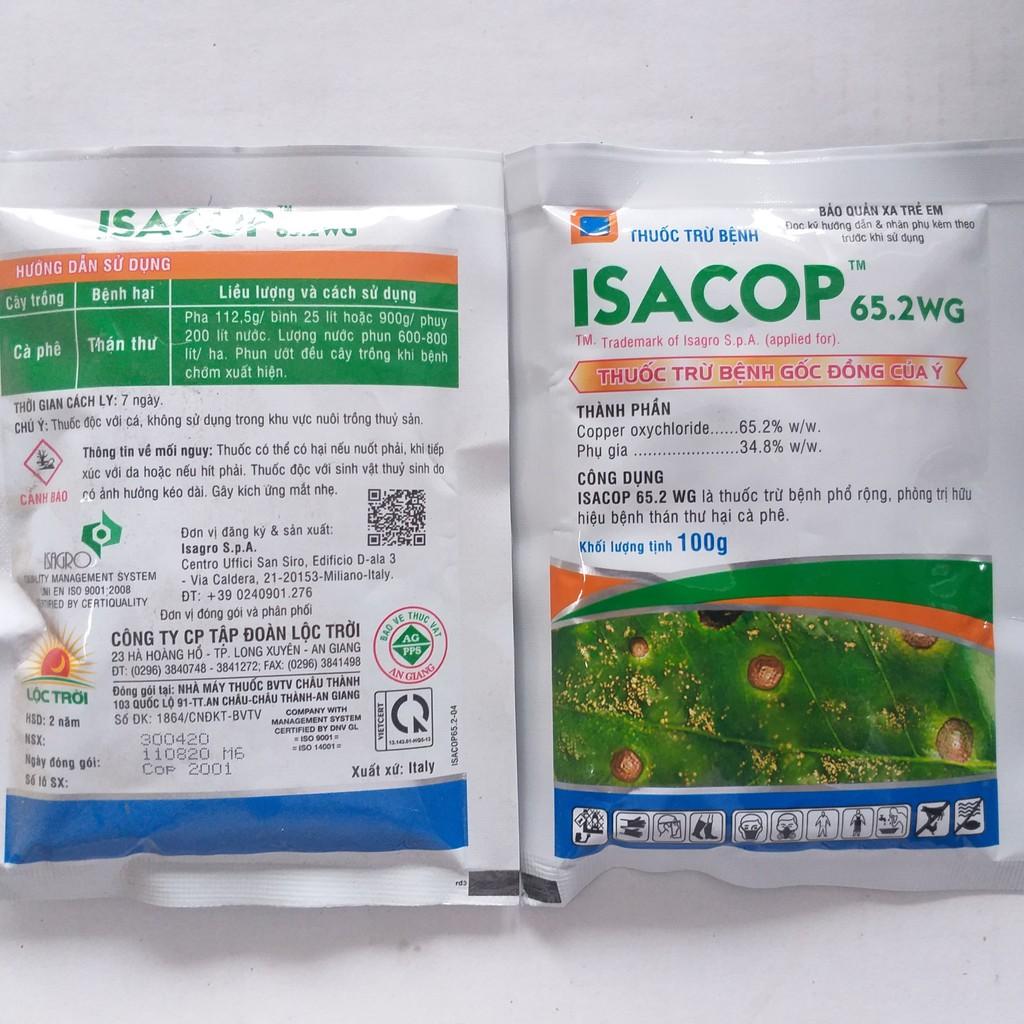 ISACOP™
65.2WG
HƯỚNG DẪN SỬ DỤNG
Cây trồng
Bệnh hại
Liều lượng và cách sử dụng
Cà phê
Thán thư
Pha 112,5g/ bình 25 lít hoặc 900g/ phuy
200 lít nước. Lượng nước phun 600-800
lít/ ha. Phun ướt đều cây trồng khi bệnh
chớm xuất hiện.
THỜI GIAN CÁCH LY: 7 ngày.
CHÚ Ý: Thuốc độc với cá, không sử dụng trong khu vực nuôi trồng thuỷ sản.
CẢNH BÁO
Thông tin về mối nguy: Thuốc có thể có hại nếu nuốt phải, khi tiếp
xúc với da hoặc nếu hít phải. Thuốc độc với sinh vật thuỷ sinh do
có ảnh hưởng kéo dài. Gây kích ứng mắt nhẹ.
ISAGRO
QUALITY MANAGEMENT SYSTEM
UNI EN ISO 9001:2008
CERTIFIED BY CERTIQUALITY
Đơn vị đăng ký & sản xuất:
Isagro S.p.A.
Centro Uffici San Siro, Edificio D-ala 3
- Via Caldera, 21-20153-Miliano-Italy.
ĐT: +39 0240901.276
Đơn vị đóng gói và phân phối
CÔNG TY CP TẬP ĐOÀN LỘC TRỜI
23 HÀ HOÀNG HỔ - TP. LONG XUYÊN - AN GIANG
ĐT: (0296) 3840748 - 3841272; FAX: (0296) 3841498
Đóng gói tại: NHÀ MÁY THUỐC BVTV CHÂU THÀNH
103 QUỐC LỘ 91-TT.AN CHÂU-CHÂU THÀNH-AN GIANG
Số ĐK: 1864/CNĐKT-BVTV
LỘC TRỜI
BẢO VỆ THỰC VẬT
AG
PPS
AN GIANG
COMPANY WITH
MANAGEMENT SYSTEM
CERTIFIED BY DNV GL
= ISO 9001 =
= ISO 14001 =
VIETCERT
ISACOP65.2-04
HSD: 2 năm
NSX: 300420
Ngày đóng gói: 110820 M6
Số lô SX: Cop 2001
Xuất xứ: Italy
THUỐC TRỪ BỆNH
BẢO QUẢN XA TRẺ EM
Đọc kỹ hướng dẫn & nhãn phụ kèm theo
trước khi sử dụng
ISACOP™ 65.2WG
TM. Trademark of Isagro S.p.A. (applied for).
THUỐC TRỪ BỆNH GỐC ĐỒNG CỦA Ý
THÀNH PHẦN
Copper oxychloride......65.2% w/w.
Phụ gia ......................34.8% w/w.
CÔNG DỤNG
ISACOP 65.2 WG là thuốc trừ bệnh phổ rộng, phòng trị hữu
hiệu bệnh thán thư hại cà phê.
Khối lượng tịnh 100g